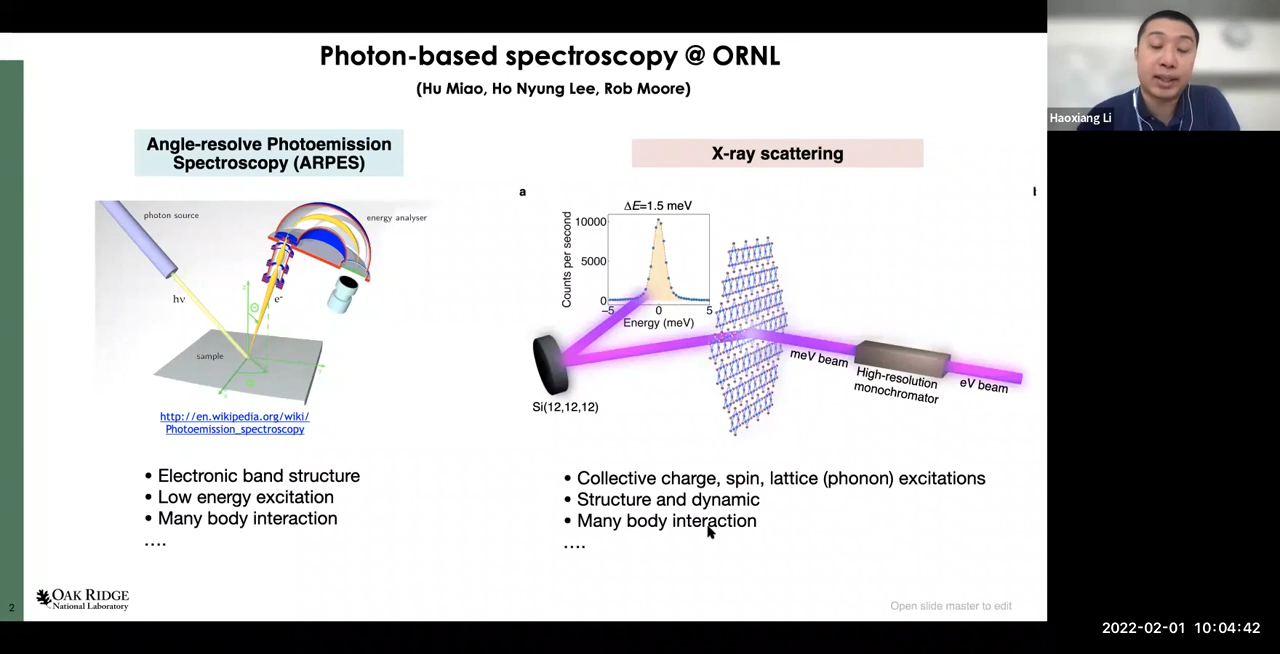 Photon-based spectroscopy @ ORNL
(Hu Miao, Ho Nyung Lee, Rob Moore)
Haoxiang Li
Angle-resolve Photoemission
Spectroscopy (ARPES)
photon source
energy analyser
hν
e⁻
sample
http://en.wikipedia.org/wiki/
Photoemission_spectroscopy
• Electronic band structure
• Low energy excitation
• Many body interaction
....
X-ray scattering
a
ΔE=1.5 meV
Counts per second
10000
5000
0
−5 0 5
Energy (meV)
Si(12,12,12)
meV beam
High-resolution
monochromator
eV beam
• Collective charge, spin, lattice (phonon) excitations
• Structure and dynamic
• Many body interaction
....
2
OAK RIDGE
National Laboratory
Open slide master to edit
2022-02-01 10:04:42